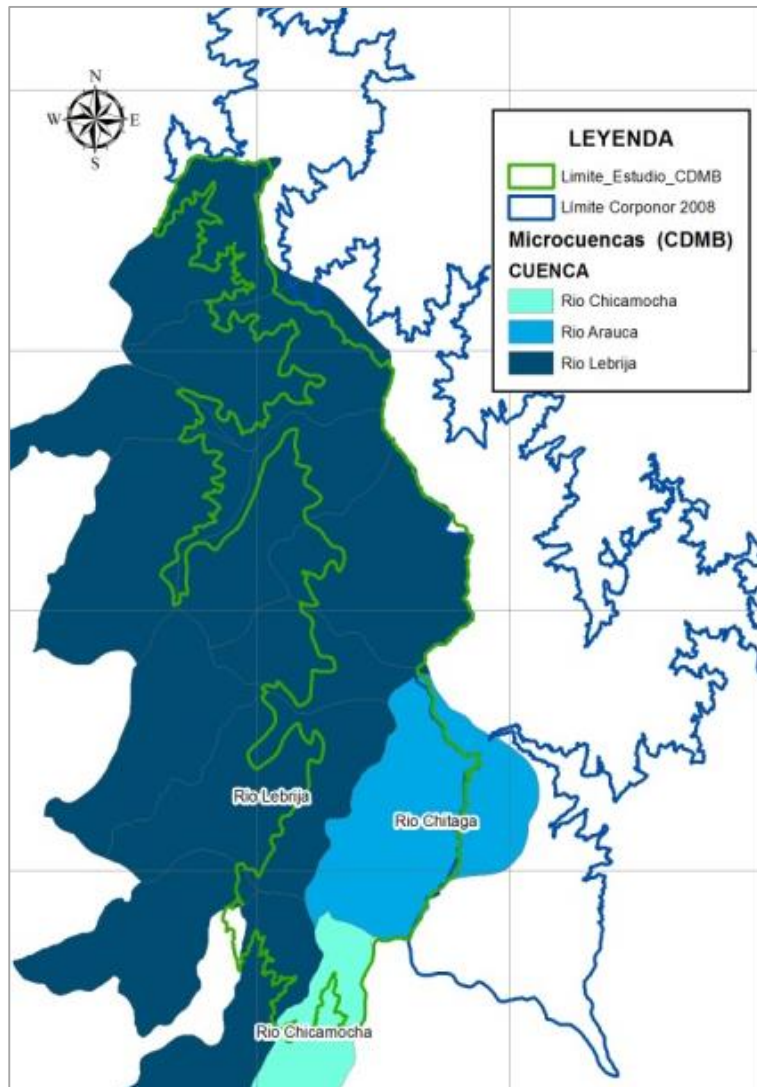 N
W E
S
LEYENDA
Limite_Estudio_CDMB
Límite Corponor 2008
Microcuencas (CDMB)
CUENCA
Rio Chicamocha
Rio Arauca
Rio Lebrija
Rio Lebrija
Rio Chitaga
Rio Chicamocha